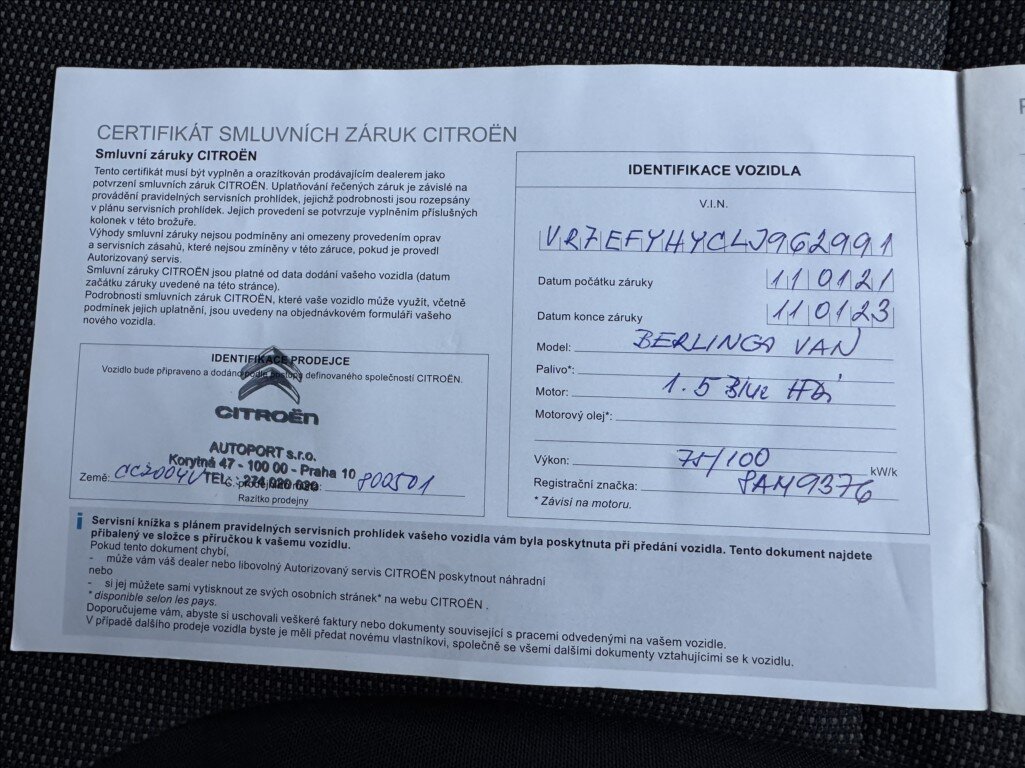 CERTIFIKÁT SMLUVNÍCH ZÁRUK CITROËN
Smluvní záruky CITROËN
Tento certifikát musí být vyplněn a orazítkován prodávajícím dealerem jako
potvrzení smluvních záruk CITROËN. Uplatňování řečených záruk je závislé na
provádění pravidelných servisních prohlídek, jejichž podrobnosti jsou rozepsány
v plánu servisních prohlídek. Jejich provedení se potvrzuje vyplněním příslušných
kolonek v této brožuře.
Výhody smluvní záruky nejsou podmíněny ani omezeny provedením oprav
a servisních zásahů, které nejsou zmíněny v této záruce, pokud je provedl
Autorizovaný servis.
Smluvní záruky CITROËN jsou platné od data dodání vašeho vozidla (datum
začátku záruky uvedené na této stránce).
Podrobnosti smluvních záruk CITROËN, které vaše vozidlo může využít, včetně
podmínek jejich uplatnění, jsou uvedeny na objednávkovém formuláři vašeho
nového vozidla.
IDENTIFIKACE PRODEJCE
Vozidlo bude připraveno a dodáno podle postupu definovaného společností CITROËN.
CITROËN
AUTOPORT s.r.o.
Korytná 47 - 100 00 - Praha 10
TEL.: 274 020 020
Země: CC2004U 800501
Razítko prodejny
IDENTIFIKACE VOZIDLA
V.I.N.
VR7EFYHYCLJ962991
Datum počátku záruky 110121
Datum konce záruky 110123
Model: BERLINGO VAN
Palivo*:
Motor: 1.5 Blue HDi
Motorový olej*:
Výkon: 75/100 kW/k
Registrační značka: 8AM9376
* Závisí na motoru.
i Servisní knížka s plánem pravidelných servisních prohlídek vašeho vozidla vám byla poskytnuta při předání vozidla. Tento dokument najdete
přibalený ve složce s příručkou k vašemu vozidlu.
Pokud tento dokument chybí,
- může vám váš dealer nebo libovolný Autorizovaný servis CITROËN poskytnout náhradní
nebo
- si jej můžete sami vytisknout ze svých osobních stránek* na webu CITROËN .
* disponible selon les pays.
Doporučujeme vám, abyste si uschovali veškeré faktury nebo dokumenty související s pracemi odvedenými na vašem vozidle.
V případě dalšího prodeje vozidla byste je měli předat novému vlastníkovi, společně se všemi dalšími dokumenty vztahujícími se k vozidlu.